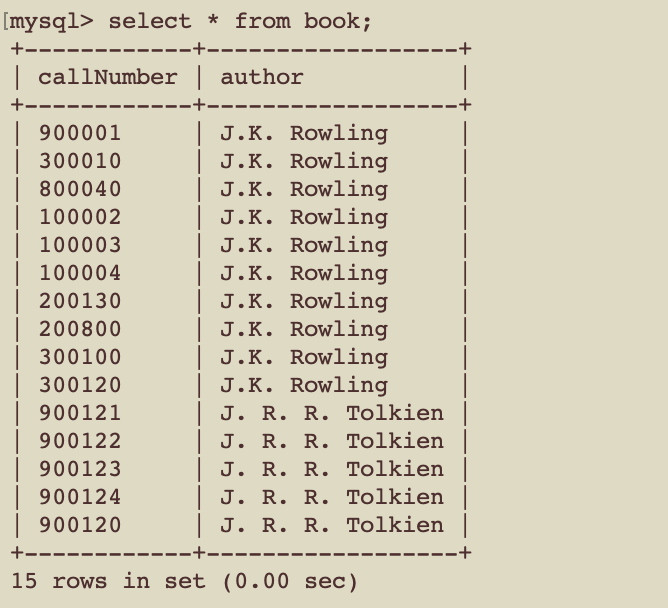 [mysql> select * from book;
+------------+------------------+
| callNumber | author           |
+------------+------------------+
| 900001     | J.K. Rowling     |
| 300010     | J.K. Rowling     |
| 800040     | J.K. Rowling     |
| 100002     | J.K. Rowling     |
| 100003     | J.K. Rowling     |
| 100004     | J.K. Rowling     |
| 200130     | J.K. Rowling     |
| 200800     | J.K. Rowling     |
| 300100     | J.K. Rowling     |
| 300120     | J.K. Rowling     |
| 900121     | J. R. R. Tolkien |
| 900122     | J. R. R. Tolkien |
| 900123     | J. R. R. Tolkien |
| 900124     | J. R. R. Tolkien |
| 900120     | J. R. R. Tolkien |
+------------+------------------+
15 rows in set (0.00 sec)